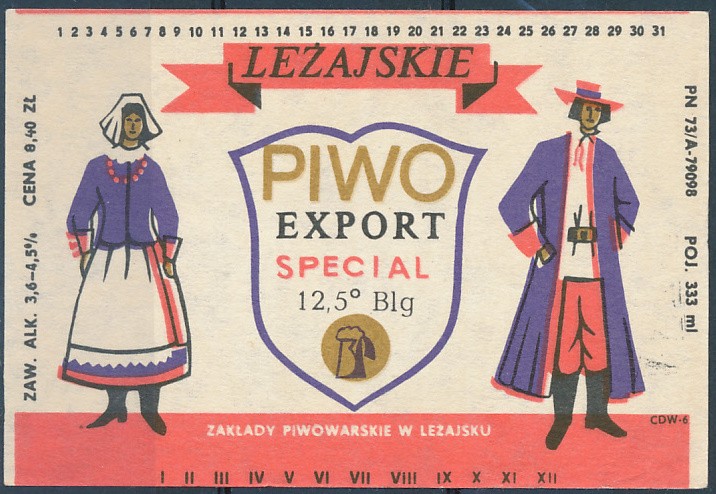 1 2 3 4 5 6 7 8 9 10 11 12 13 14 15 16 17 18 19 20 21 22 23 24 25 26 27 28 29 30 31
LEŻAJSKIE
ZAW. ALK. 3,6–4,5% CENA 8,40 ZŁ
PIWO
EXPORT
SPECIAL
12,5° Blg
PN 73/A-79098 POJ. 333 ml
CDW-6
ZAKŁADY PIWOWARSKIE W LEŻAJSKU
I II III IV V VI VII VIII IX X XI XII